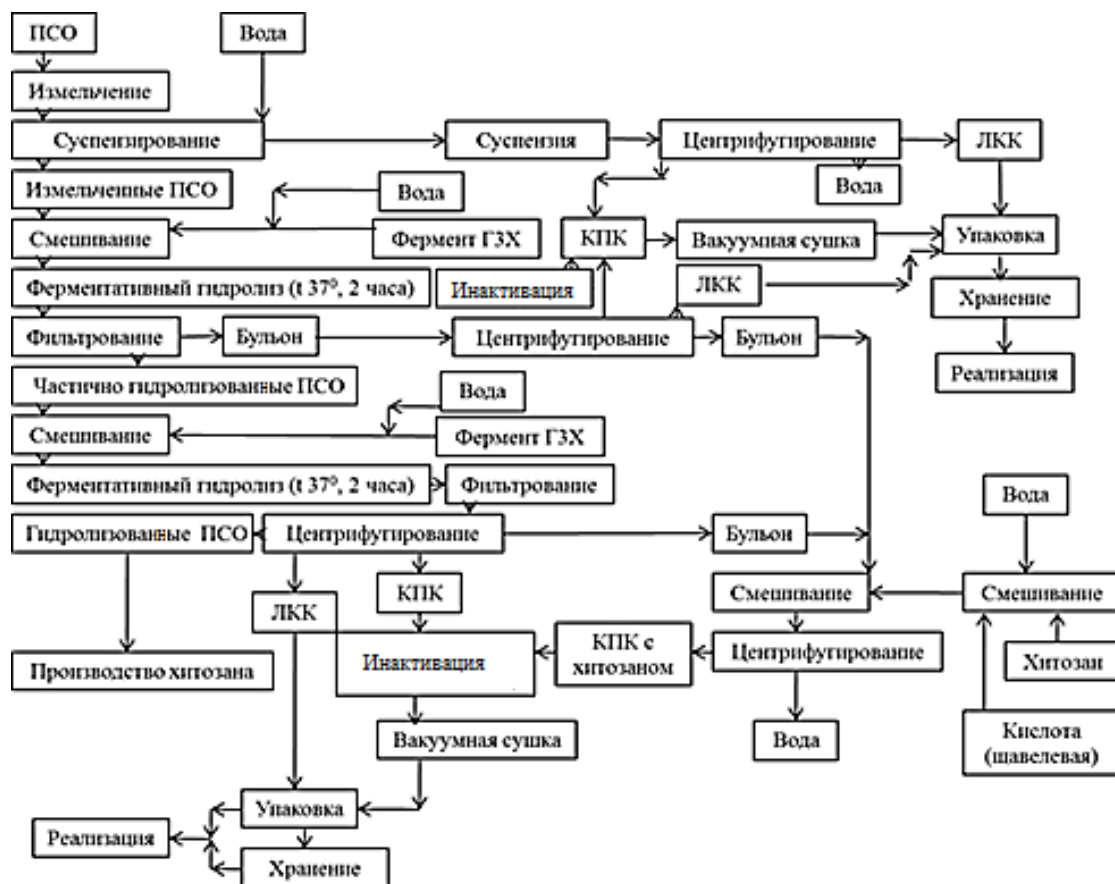 ПСО
Вода
Измельчение
Суспензирование
Суспензия
Центрифугирование
ЛКК
Измельченные ПСО
Вода
Вода
Смешивание
Фермент ГЗХ
КПК
Вакуумная сушка
Упаковка
Ферментативный гидролиз (t 37⁰, 2 часа)
Инактивация
ЛКК
Хранение
Фильтрование
Бульон
Центрифугирование
Бульон
Реализация
Частично гидролизованные ПСО
Вода
Смешивание
Фермент ГЗХ
Ферментативный гидролиз (t 37⁰, 2 часа)
Фильтрование
Вода
Гидролизованные ПСО
Центрифугирование
Бульон
КПК
Смешивание
Смешивание
ЛКК
Инактивация
КПК с
хитозаном
Центрифугирование
Хитозан
Производство хитозана
Вакуумная сушка
Вода
Кислота
(щавелевая)
Упаковка
Реализация
Хранение